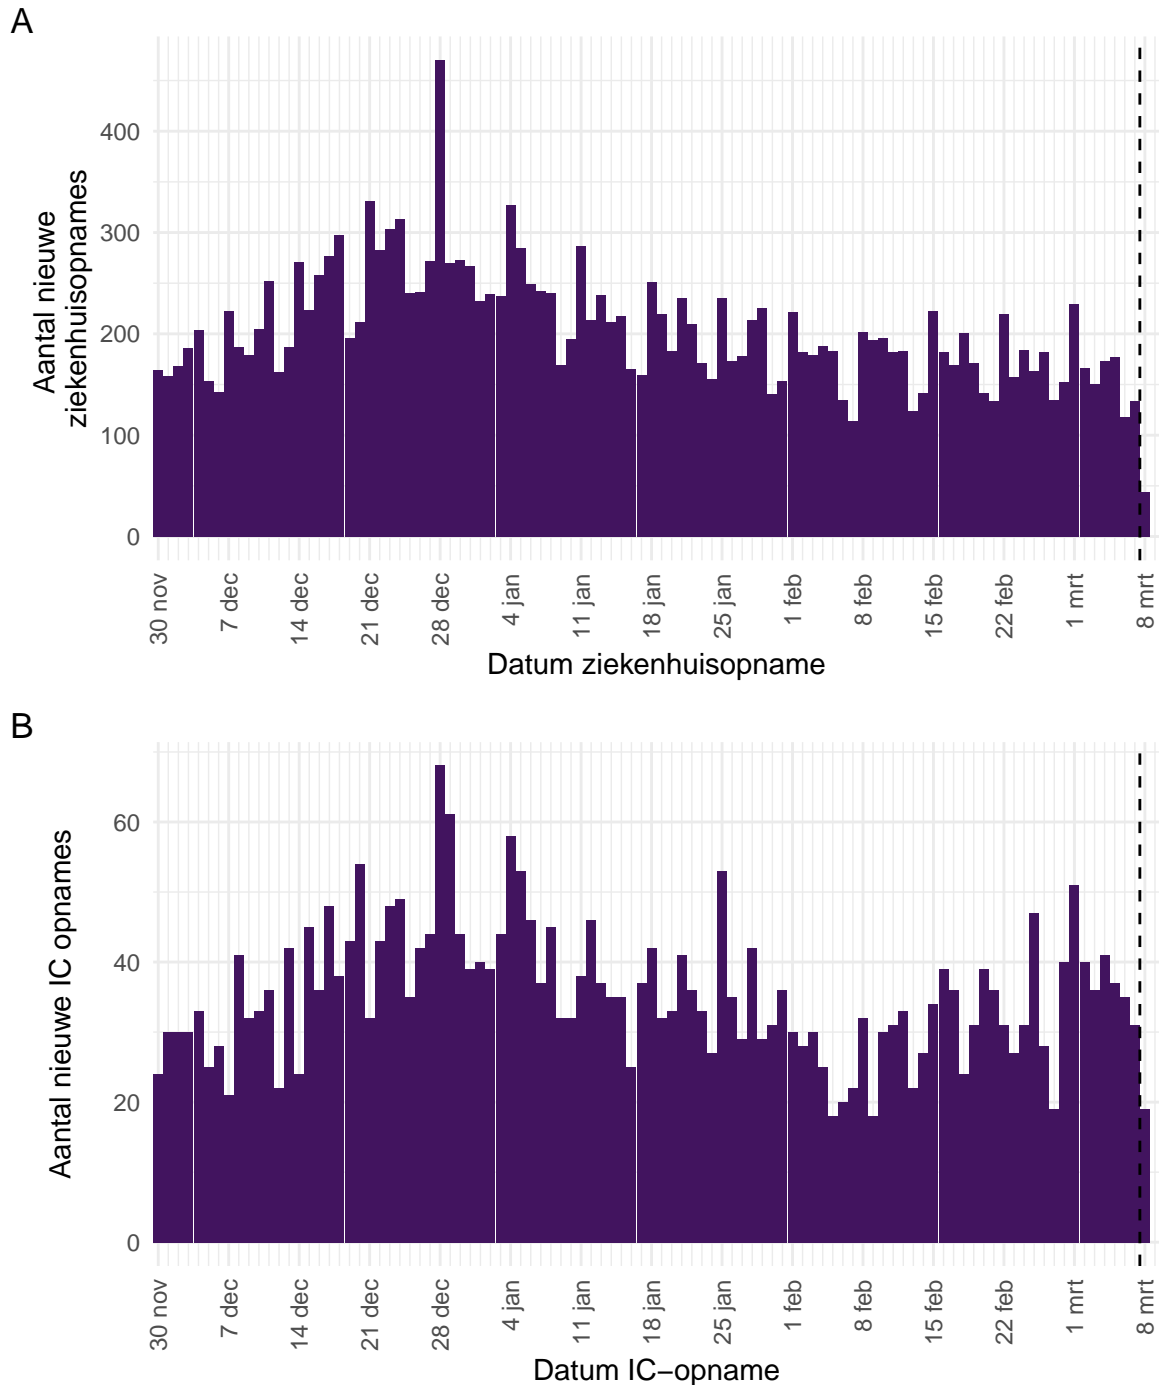 A
Aantal nieuwe
ziekenhuisopnames
400
300
200
100
0
30 nov
7 dec
14 dec
21 dec
28 dec
4 jan
11 jan
18 jan
25 jan
1 feb
8 feb
15 feb
22 feb
1 mrt
8 mrt
Datum ziekenhuisopname
B
Aantal nieuwe IC opnames
60
40
20
0
30 nov
7 dec
14 dec
21 dec
28 dec
4 jan
11 jan
18 jan
25 jan
1 feb
8 feb
15 feb
22 feb
1 mrt
8 mrt
Datum IC−opname